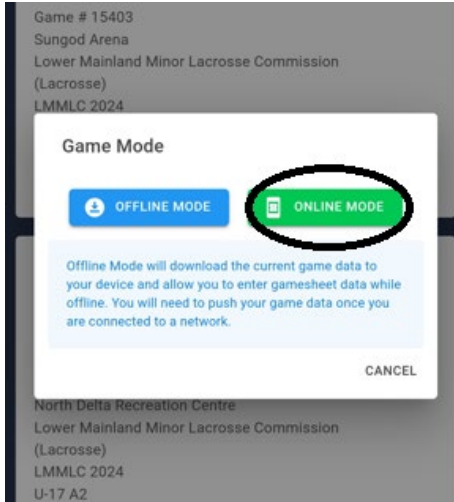 Game # 15403
Sungod Arena
Lower Mainland Minor Lacrosse Commission
(Lacrosse)
LMMLC 2024
Game Mode
OFFLINE MODE
ONLINE MODE
Offline Mode will download the current game data to
your device and allow you to enter gamesheet data while
offline. You will need to push your game data once you
are connected to a network.
CANCEL
North Delta Recreation Centre
Lower Mainland Minor Lacrosse Commission
(Lacrosse)
LMMLC 2024
U-17 A2